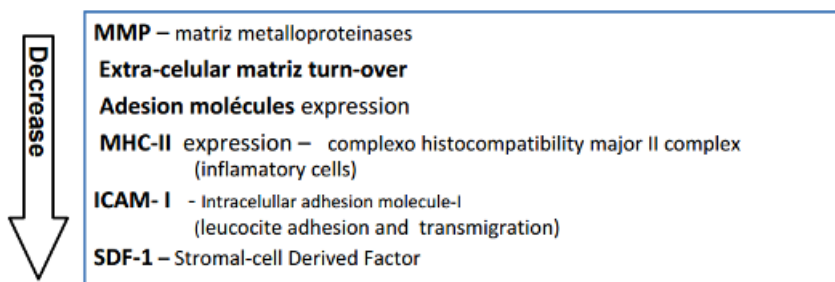 Decrease
MMP – matriz metalloproteinases
Extra-celular matriz turn-over
Adesion molécules expression
MHC-II expression – complexo histocompatibility major II complex
(inflamatory cells)
ICAM- I - Intracelullar adhesion molecule-I
(leucocite adhesion and transmigration)
SDF-1 – Stromal-cell Derived Factor